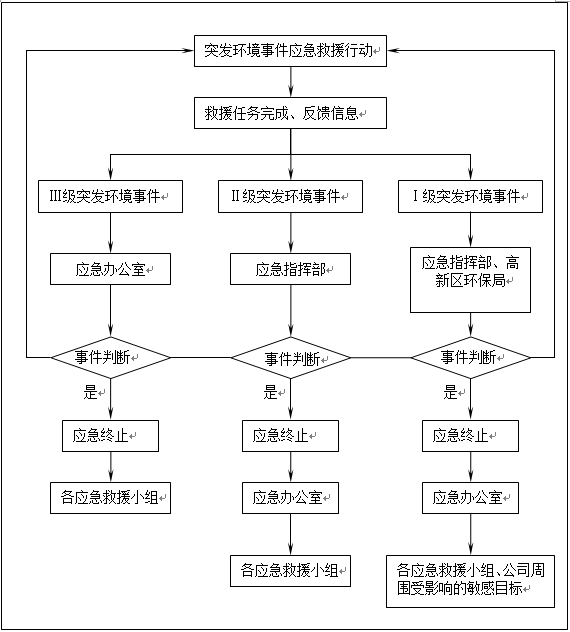 突发环境事件应急救援行动
救援任务完成、反馈信息
Ⅲ级突发环境事件
Ⅱ级突发环境事件
Ⅰ级突发环境事件
应急办公室
应急指挥部
应急指挥部、高
新区环保局
事件判断
事件判断
事件判断
是
是
是
应急终止
应急终止
应急终止
各应急救援小组
应急办公室
应急办公室
各应急救援小组
各应急救援小组、公司周
围受影响的敏感目标